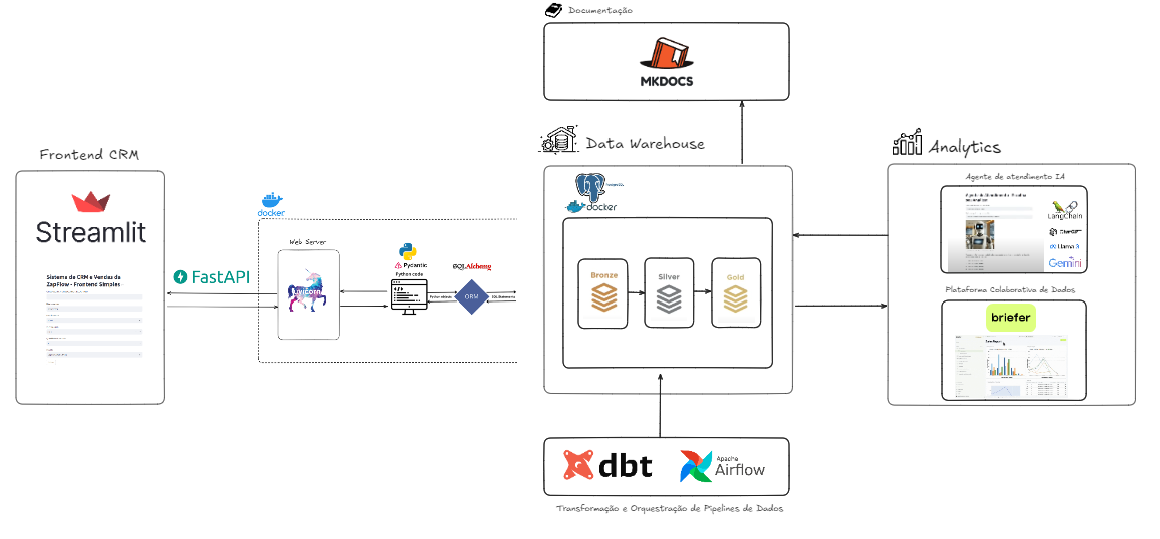 Documentação
MKDOCS
Data Warehouse
Analytics
Frontend CRM
Streamlit
Sistema de CRM e Vendas da
ZapFlow - Frontend Simples
FastAPI
docker
Web Server
Uvicorn
Pydantic
Python code
SQLAlchemy
Python objects
ORM
SQL Statements
PostgreSQL
docker
Bronze
Silver
Gold
Agente de atendimento IA
LangChain
ChatGPT
Llama 3
Gemini
Plataforma Colaborativa de Dados
briefer
dbt
Apache
Airflow
Transformação e Orquestração de Pipelines de Dados